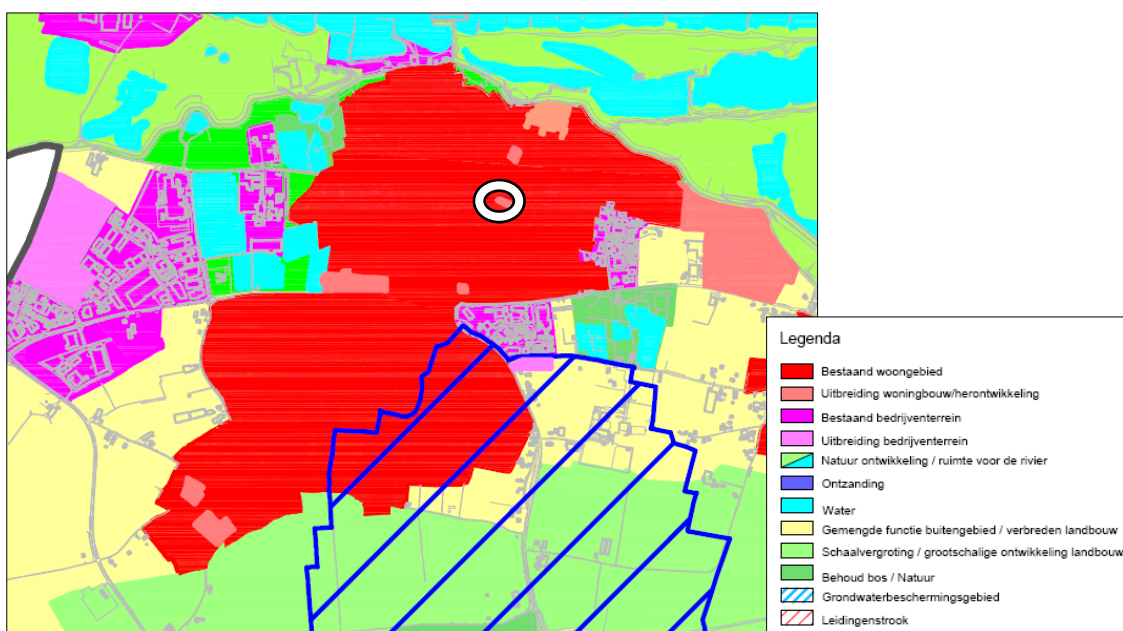 Legenda
Bestaand woongebied
Uitbreiding woningbouw/herontwikkeling
Bestaand bedrijventerrein
Uitbreiding bedrijventerrein
Natuur ontwikkeling / ruimte voor de rivier
Ontzanding
Water
Gemengde functie buitengebied / verbreden landbouw
Schaalvergroting / grootschalige ontwikkeling landbouw
Behoud bos / Natuur
Grondwaterbeschermingsgebied
Leidingenstrook